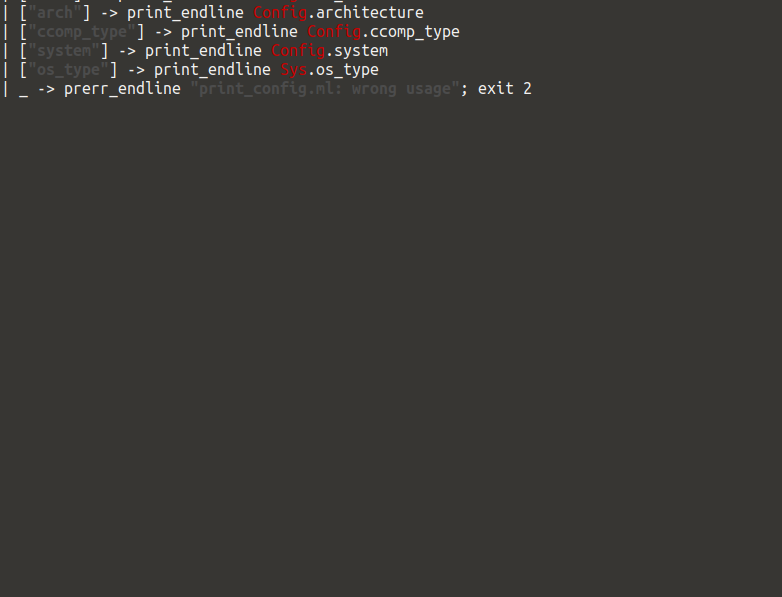 | ["arch"] -> print_endline Config.architecture
| ["ccomp_type"] -> print_endline Config.ccomp_type
| ["system"] -> print_endline Config.system
| ["os_type"] -> print_endline Sys.os_type
| _ -> prerr_endline "print_config.ml: wrong usage"; exit 2